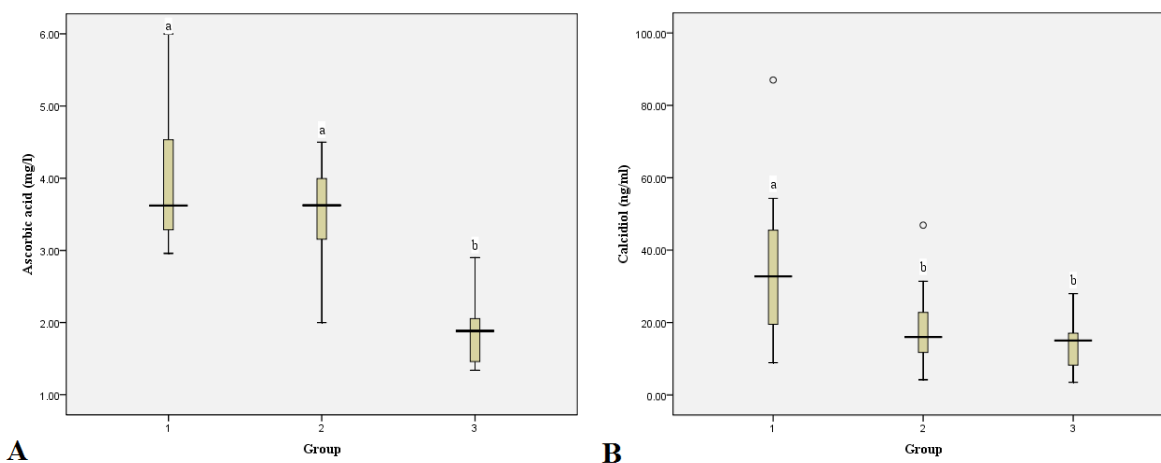 6.00
5.00
4.00
3.00
2.00
1.00
Ascorbic acid (mg/l)
a
a
b
1
2
3
Group
A
100.00
80.00
60.00
40.00
20.00
0.00
Calcidiol (ng/ml)
a
b
b
1
2
3
Group
B